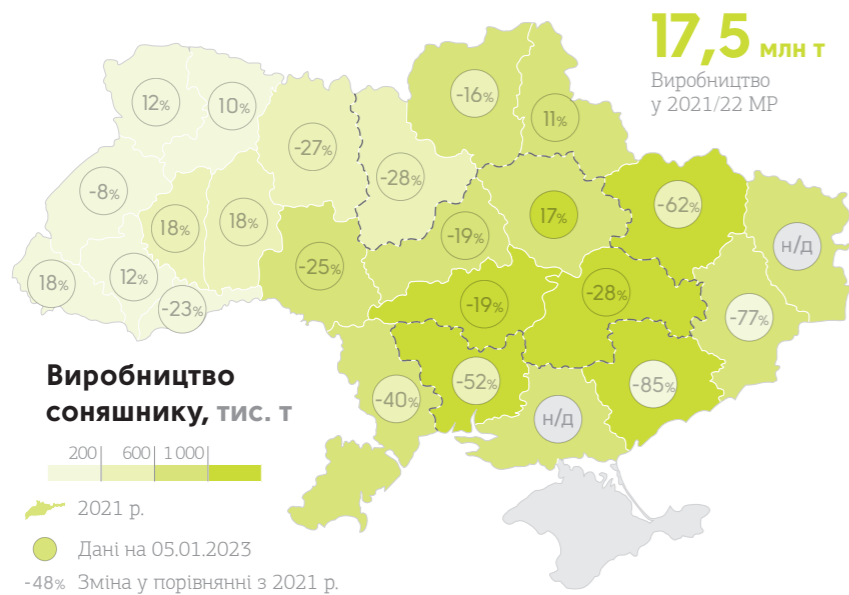 17,5 млн т
Виробництво
у 2021/22 МР
12%
10%
-27%
-28%
-16%
11%
-8%
18%
18%
-25%
-19%
17%
-62%
н/д
18%
12%
-23%
-19%
-28%
-77%
-40%
-52%
н/д
-85%
Виробництво
соняшнику, тис. т
200 600 1 000
2021 р.
Дані на 05.01.2023
-48% Зміна у порівнянні з 2021 р.